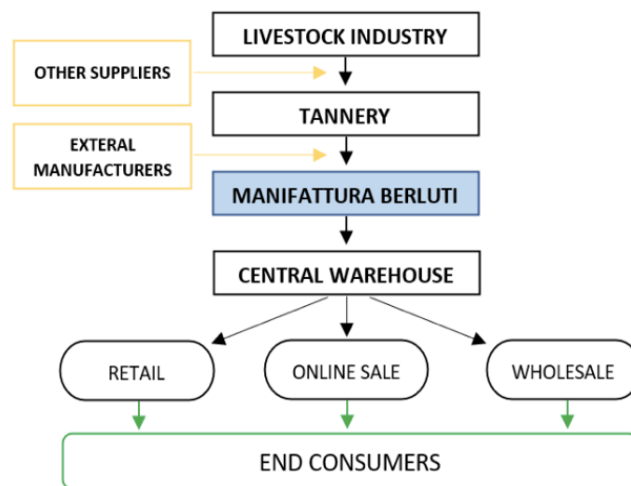 LIVESTOCK INDUSTRY
OTHER SUPPLIERS
TANNERY
EXTERAL
MANUFACTURERS
MANIFATTURA BERLUTI
CENTRAL WAREHOUSE
RETAIL
ONLINE SALE
WHOLESALE
END CONSUMERS